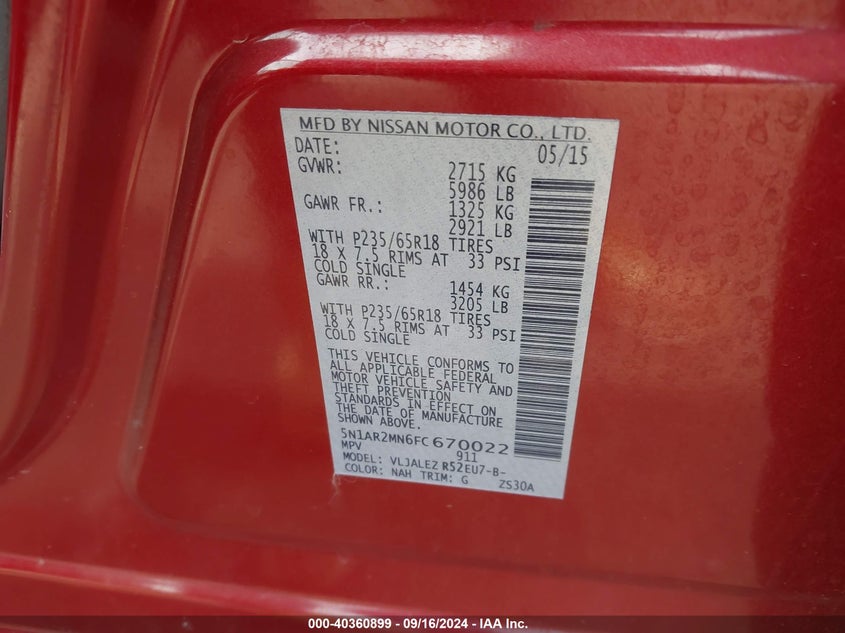 MFD BY NISSAN MOTOR CO., LTD.
DATE: 05/15
GVWR: 2715 KG
5986 LB
GAWR FR.: 1325 KG
2921 LB
WITH P235/65R18 TIRES
18 X 7.5 RIMS AT 33 PSI
COLD SINGLE
GAWR RR.: 1454 KG
3205 LB
WITH P235/65R18 TIRES
18 X 7.5 RIMS AT 33 PSI
COLD SINGLE
THIS VEHICLE CONFORMS TO
ALL APPLICABLE FEDERAL
MOTOR VEHICLE SAFETY AND
THEFT PREVENTION
STANDARDS IN EFFECT ON
THE DATE OF MANUFACTURE
SHOWN ABOVE.
5N1AR2MN6FC670022
MPV 911
MODEL: VLJALEZ R52EU7-B-
COLOR: NAH TRIM: G ZS30A
000-40360899 - 09/16/2024 - IAA Inc.